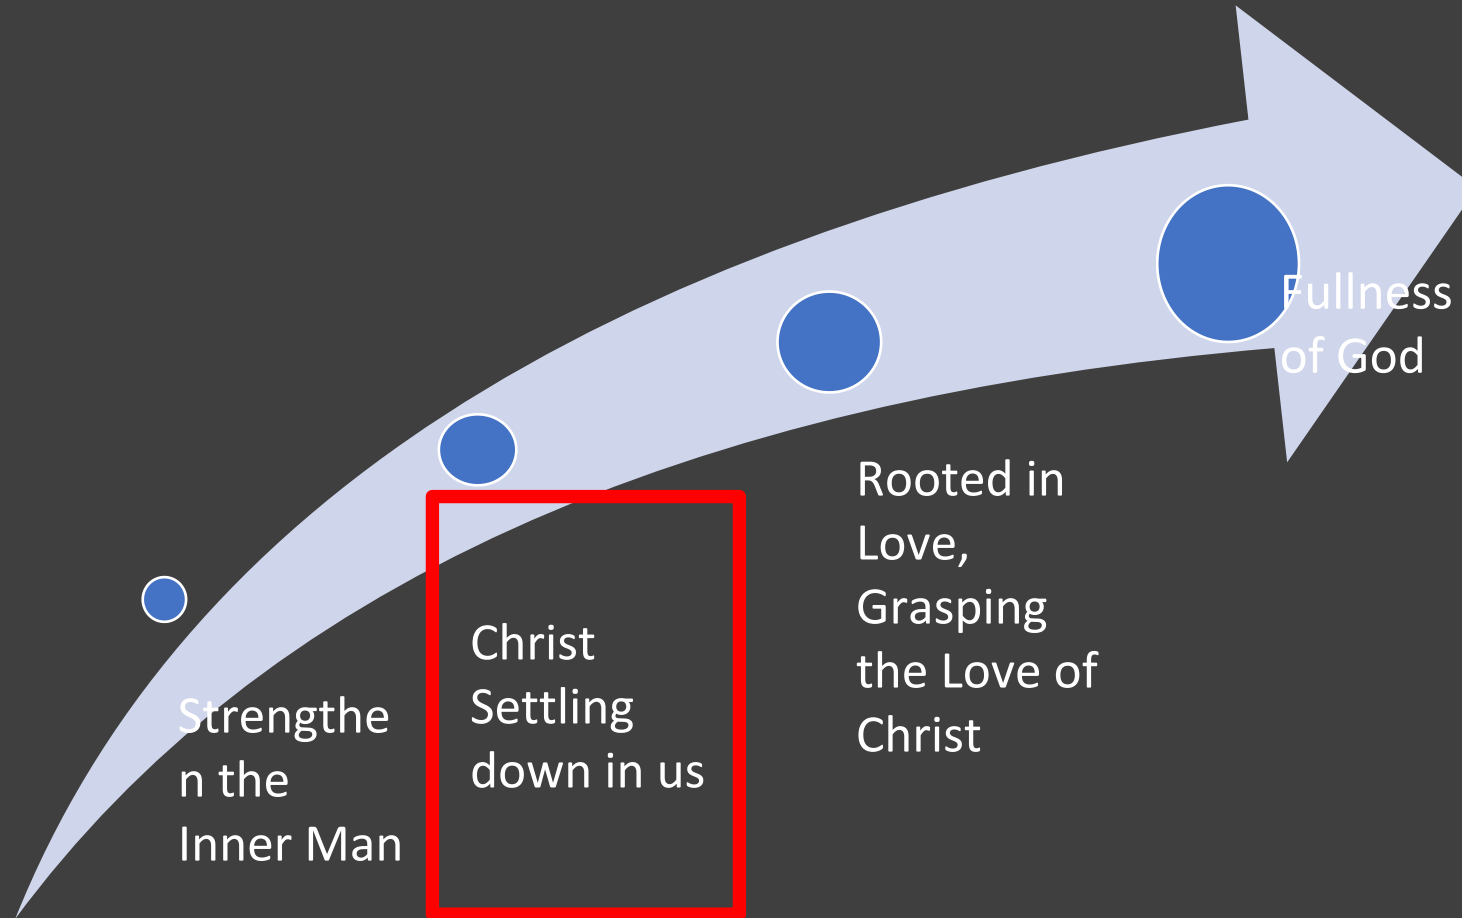 Strengthe
n the
Inner Man
Christ
Settling
down in us
Rooted in
Love,
Grasping
the Love of
Christ
Fullness
of God